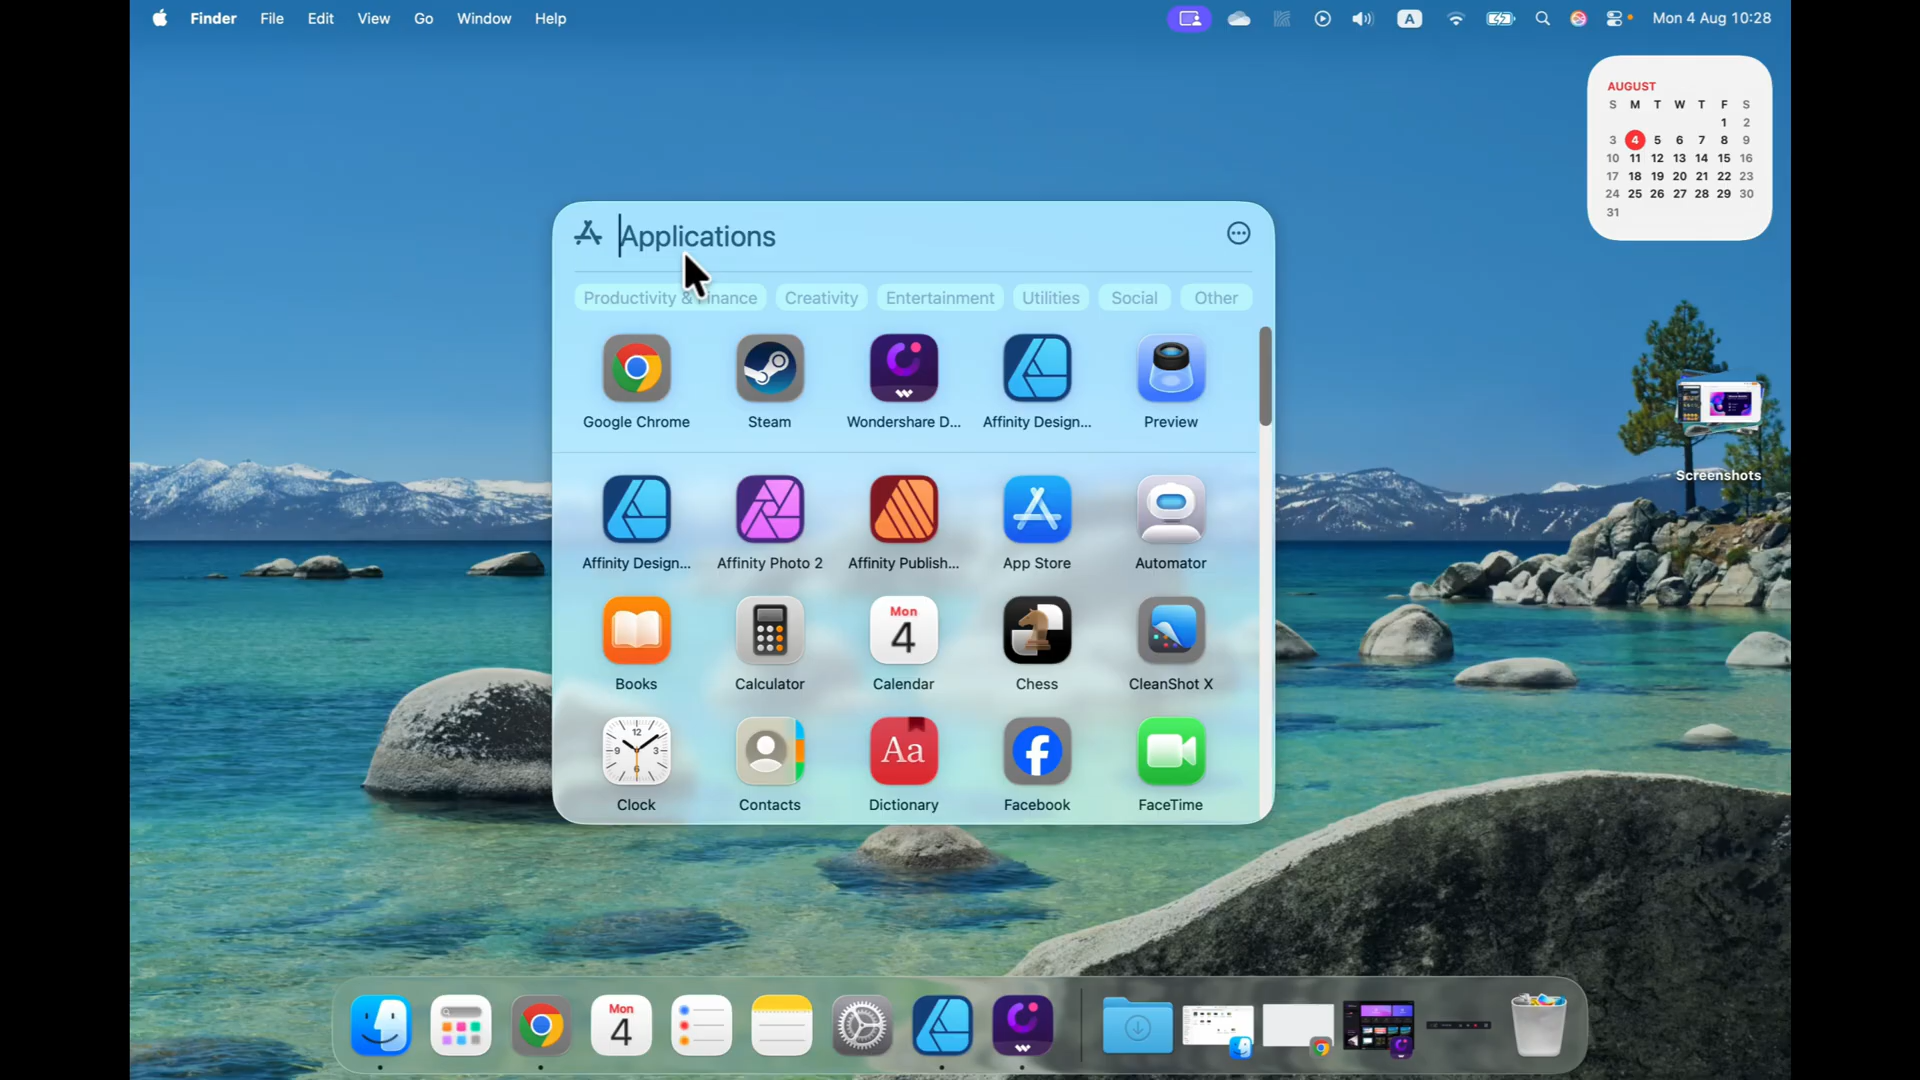 Finder File Edit View Go Window Help A Mon 4 Aug 10:28
AUGUST
S M T W T F S
1 2
3 4 5 6 7 8 9
10 11 12 13 14 15 16
17 18 19 20 21 22 23
24 25 26 27 28 29 30
31
Applications
Productivity & Finance Creativity Entertainment Utilities Social Other
Google Chrome Steam Wondershare D... Affinity Design... Preview
Screenshots
Affinity Design... Affinity Photo 2 Affinity Publish... App Store Automator
Mon
4
Books Calculator Calendar Chess CleanShot X
12
9 3
6
Aa
Clock Contacts Dictionary Facebook FaceTime
Mon
4